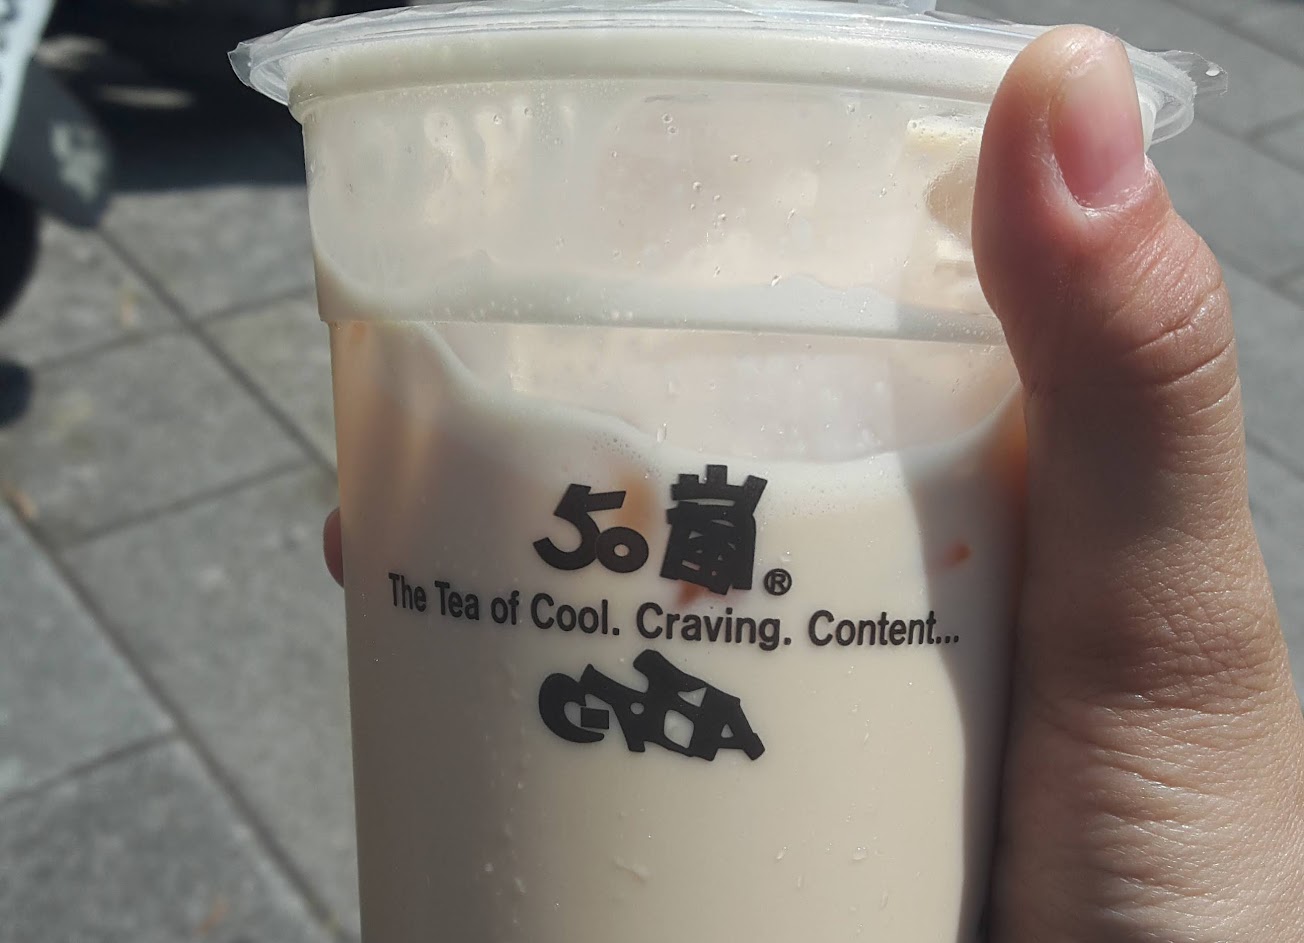 50嵐®
The Tea of Cool. Craving. Content...